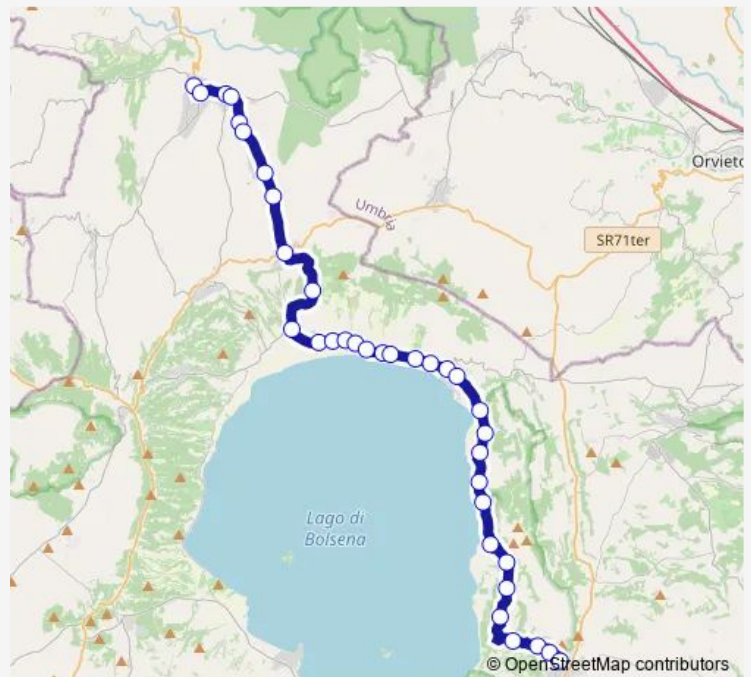 Orvieto
Umbria
SR71ter
Lago di
Bolsena
© OpenStreetMap contributors